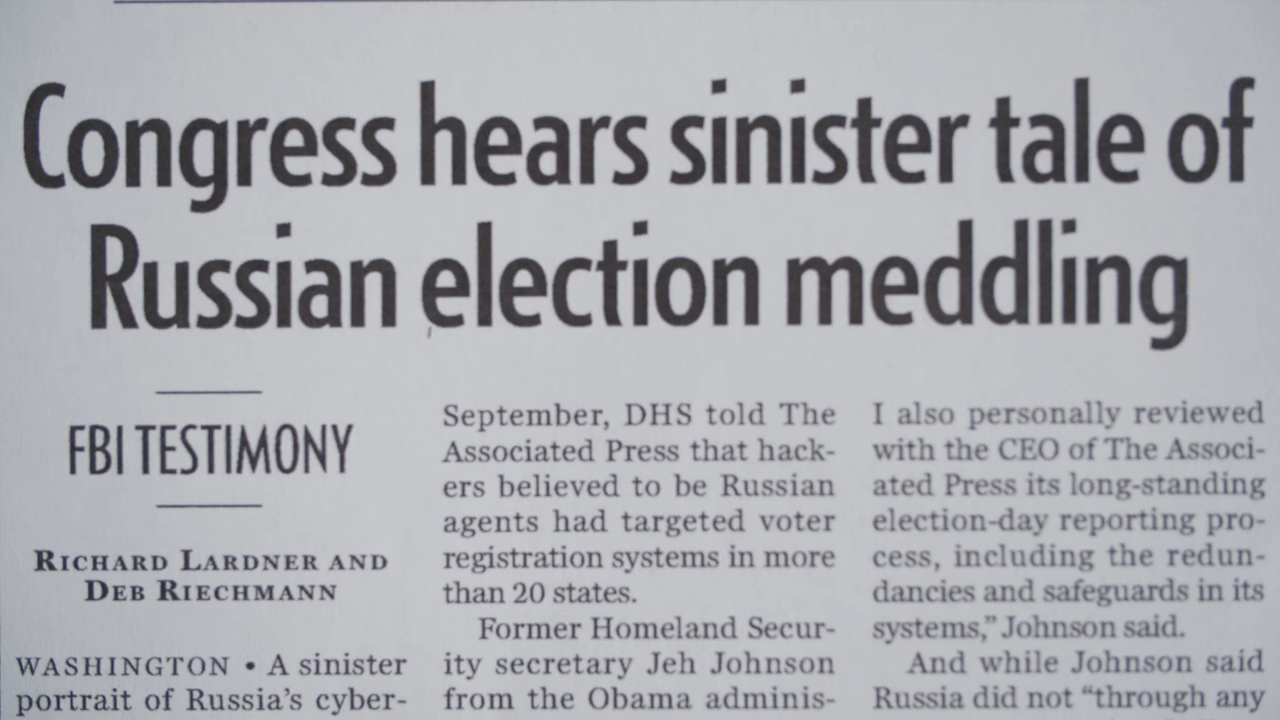 Congress hears sinister tale of
Russian election meddling
FBI TESTIMONY
RICHARD LARDNER AND
DEB RIECHMANN
WASHINGTON • A sinister
portrait of Russia's cyber-
September, DHS told The
Associated Press that hack-
ers believed to be Russian
agents had targeted voter
registration systems in more
than 20 states.
Former Homeland Secur-
ity secretary Jeh Johnson
from the Obama adminis-
I also personally reviewed
with the CEO of The Associ-
ated Press its long-standing
election-day reporting pro-
cess, including the redun-
dancies and safeguards in its
systems,” Johnson said.
And while Johnson said
Russia did not “through any